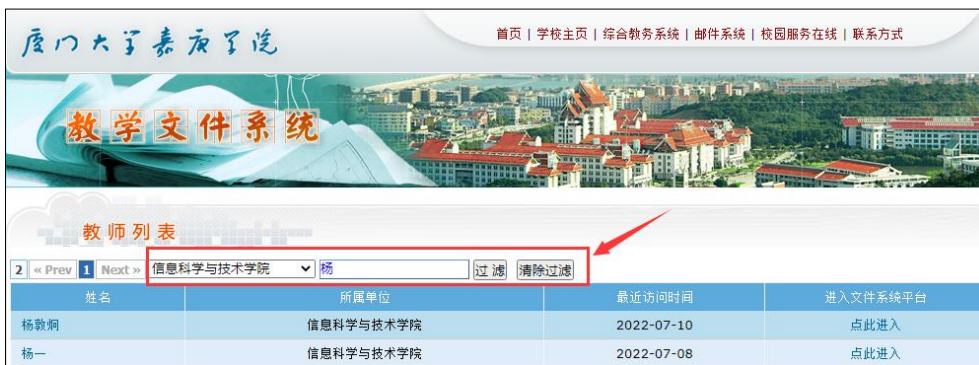 厦门大学嘉庚学院
首页 | 学校主页 | 综合教务系统 | 邮件系统 | 校园服务在线 | 联系方式
教学文件系统
教师列表
2 « Prev 1 Next » 信息科学与技术学院 杨 过 滤 清除过滤
姓名 所属单位 最近访问时间 进入文件系统平台
杨敦炯 信息科学与技术学院 2022-07-10 点此进入
杨一 信息科学与技术学院 2022-07-08 点此进入